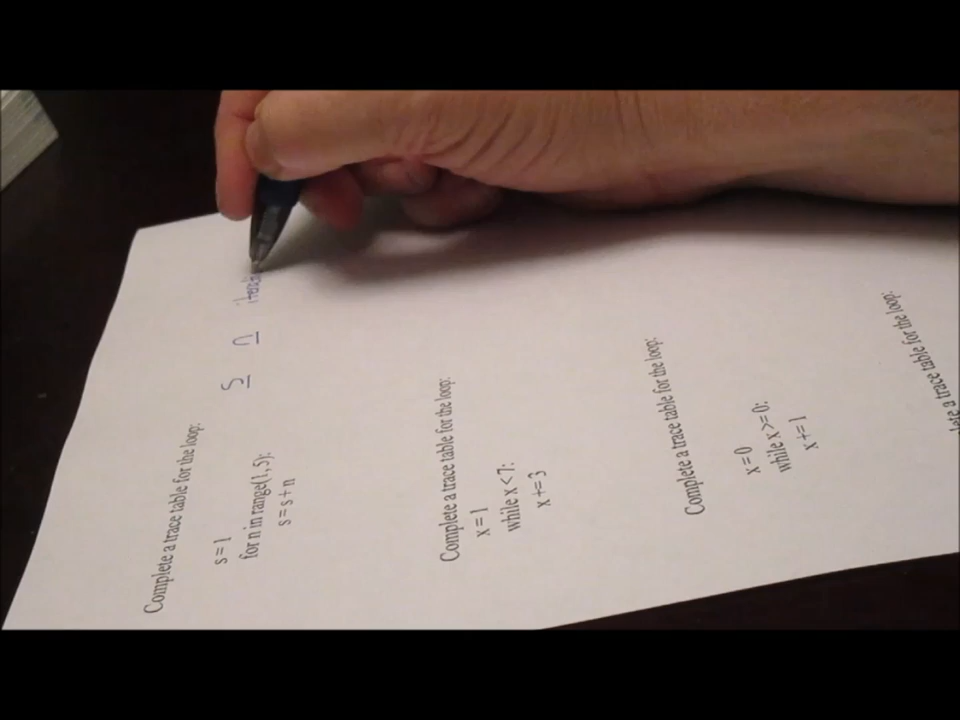 Complete a trace table for the loop:
s = 1
for n in range(1, 5):
s = s + n
s n
Complete a trace table for the loop:
x = 1
while x < 7:
x += 3
Complete a trace table for the loop:
x = 0
while x >= 0:
x += 1
a trace table for the loop: